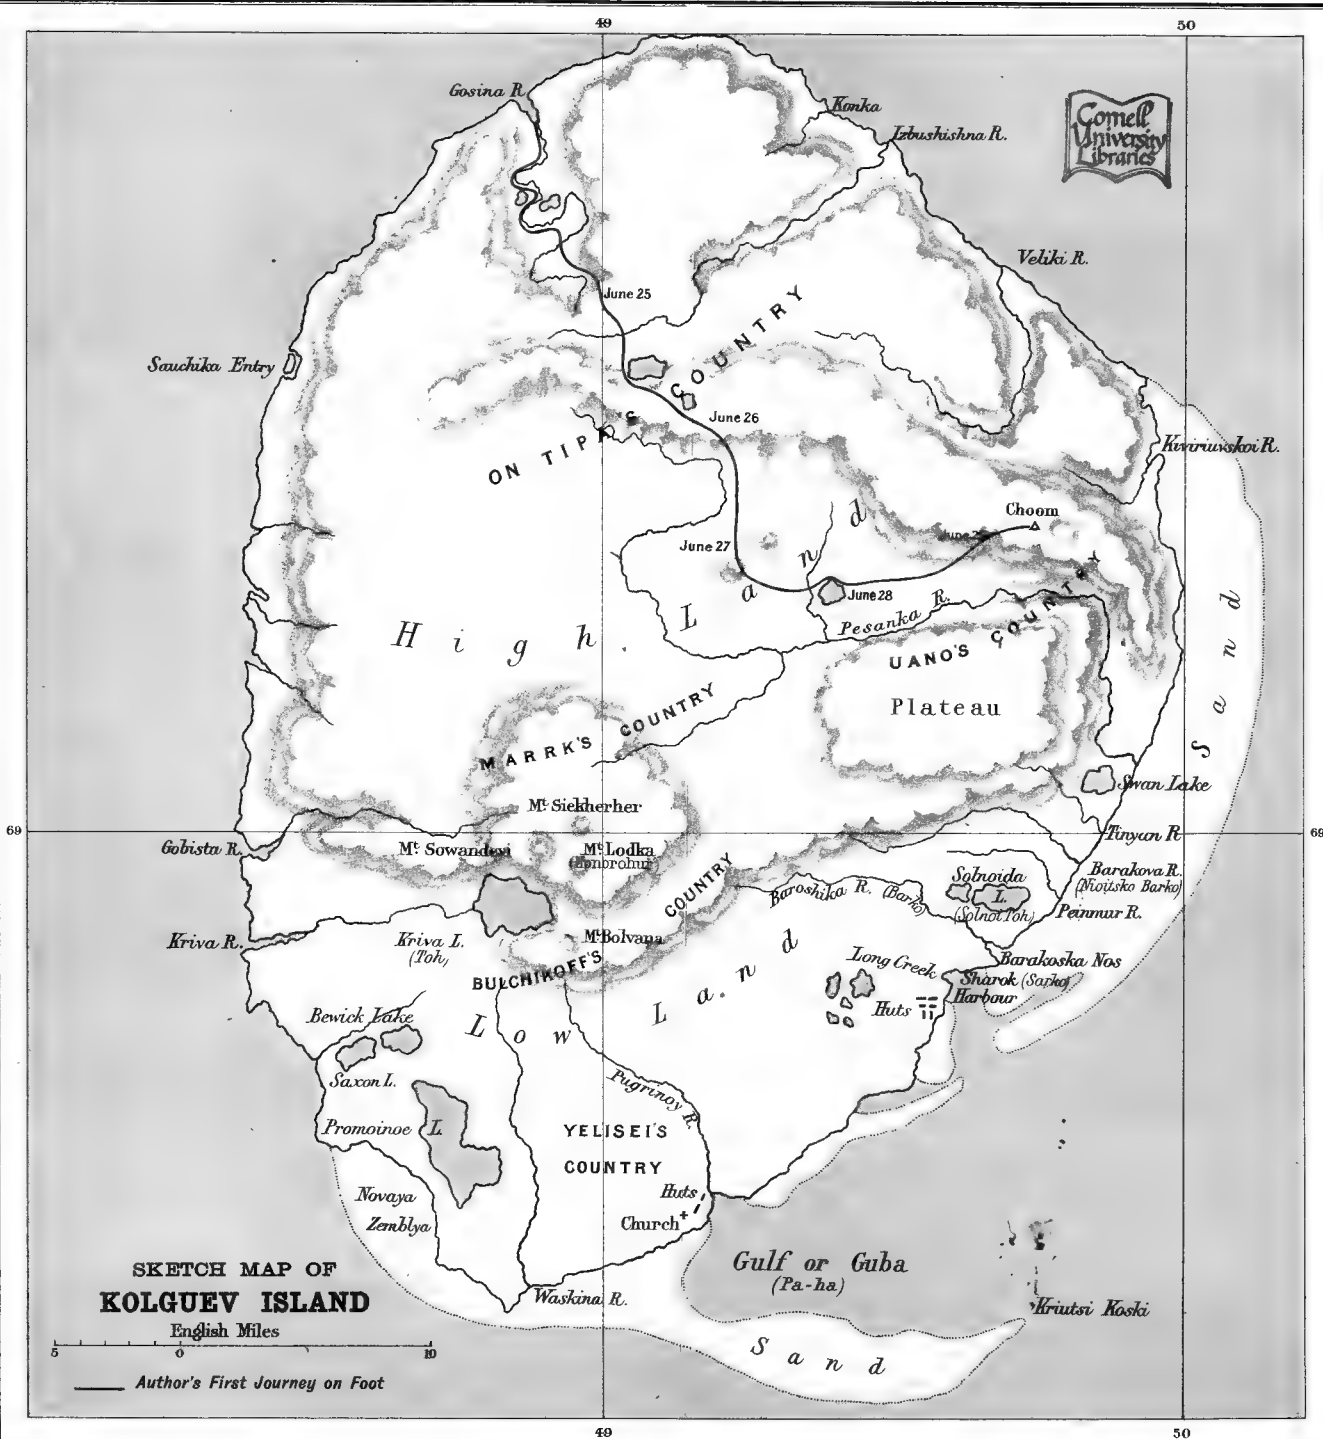 49
50
Gosina R.
Konka
Izbushishna R.
Cornell
University
Libraries
Veliki R.
June 25
COUNTRY
Sauchika Entry
June 26
ON TIPA'S
Kiviriuvskoi R.
Choom
June 27
June 28
High Land
Pesanka R.
UANO'S COUNTRY
Plateau
Sand
MARRK'S COUNTRY
Mt. Siekherher
Swan Lake
69
69
Tinyan R
Gobista R.
Mt. Sowandevi
Mt. Lodka
Barakova R.
(Nioitsko Barko)
Solnoida
L.
(Solnot Toh)
Baroshika R. (Barko)
Peinmur R.
COUNTRY
Kriva R.
Kriva L.
(Toh)
Mt. Bolvana
BULCHIKOFF'S
Long Creek
Barakoska Nos
Sharok (Sarko)
Harbour
Huts
Low Land
Bewick Lake
Saxon L.
Pugrinoy R.
Promoinoe L.
YELISEI'S
COUNTRY
Novaya
Zemblya
Huts
Church
Gulf or Guba
(Pa-ha)
Waskina R.
Kriutsi Koski
Sand
SKETCH MAP OF
KOLGUEV ISLAND
English Miles
5 0 10
Author's First Journey on Foot
49
50